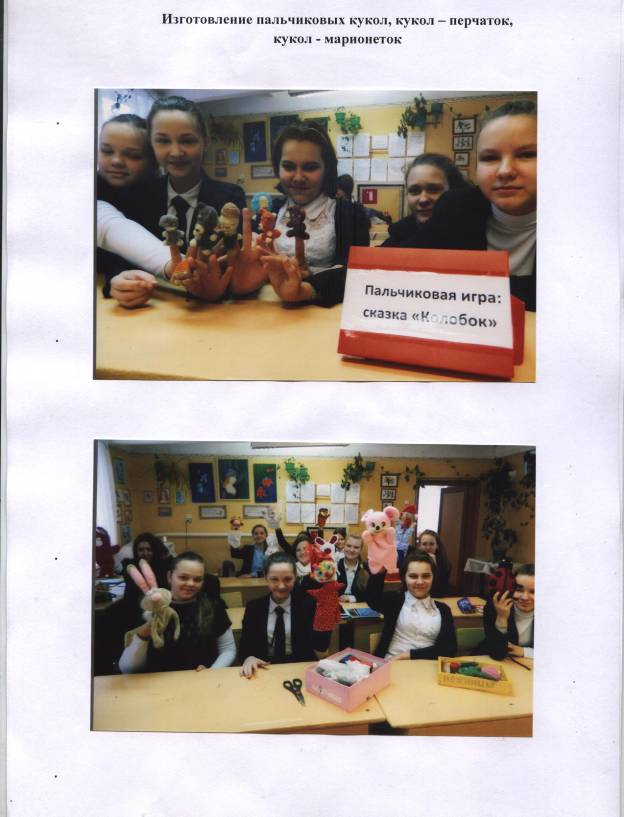 Изготовление пальчиковых кукол, кукол – перчаток,
кукол - марионеток
Пальчиковая игра:
сказка «Колобок»